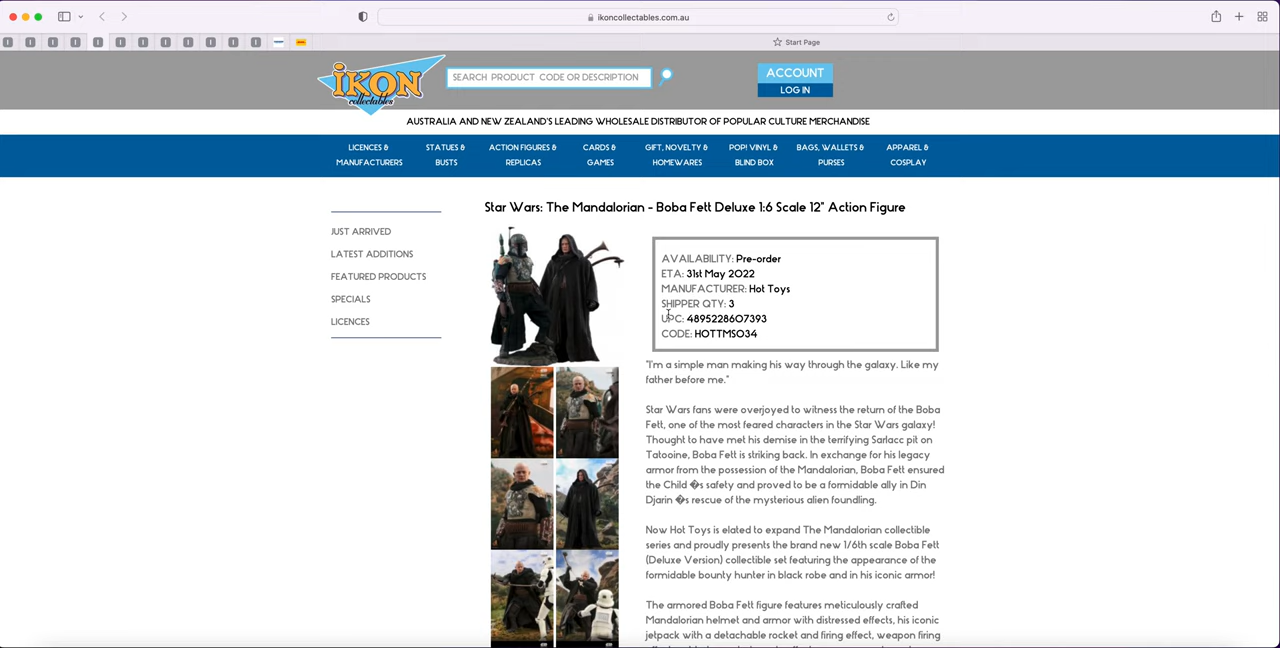 ikoncollectables.com.au
Start Page
IKON
collectables
SEARCH PRODUCT CODE OR DESCRIPTION
ACCOUNT
LOG IN
AUSTRALIA AND NEW ZEALAND'S LEADING WHOLESALE DISTRIBUTOR OF POPULAR CULTURE MERCHANDISE
LICENCES &
MANUFACTURERS
STATUES &
BUSTS
ACTION FIGURES &
REPLICAS
CARDS &
GAMES
GIFT, NOVELTY &
HOMEWARES
POP! VINYL &
BLIND BOX
BAGS, WALLETS &
PURSES
APPAREL &
COSPLAY
JUST ARRIVED
LATEST ADDITIONS
FEATURED PRODUCTS
SPECIALS
LICENCES
Star Wars: The Mandalorian - Boba Fett Deluxe 1:6 Scale 12" Action Figure
AVAILABILITY: Pre-order
ETA: 31st May 2022
MANUFACTURER: Hot Toys
SHIPPER QTY: 3
UPC: 4895228607393
CODE: HOTTMS034
"I'm a simple man making his way through the galaxy. Like my
father before me."
Star Wars fans were overjoyed to witness the return of the Boba
Fett, one of the most feared characters in the Star Wars galaxy!
Thought to have met his demise in the terrifying Sarlacc pit on
Tatooine, Boba Fett is striking back. In exchange for his legacy
armor from the possession of the Mandalorian, Boba Fett ensured
the Child �s safety and proved to be a formidable ally in Din
Djarin �s rescue of the mysterious alien foundling.
Now Hot Toys is elated to expand The Mandalorian collectible
series and proudly presents the brand new 1/6th scale Boba Fett
(Deluxe Version) collectible set featuring the appearance of the
formidable bounty hunter in black robe and in his iconic armor!
The armored Boba Fett figure features meticulously crafted
Mandalorian helmet and armor with distressed effects, his iconic
jetpack with a detachable rocket and firing effect, weapon firing